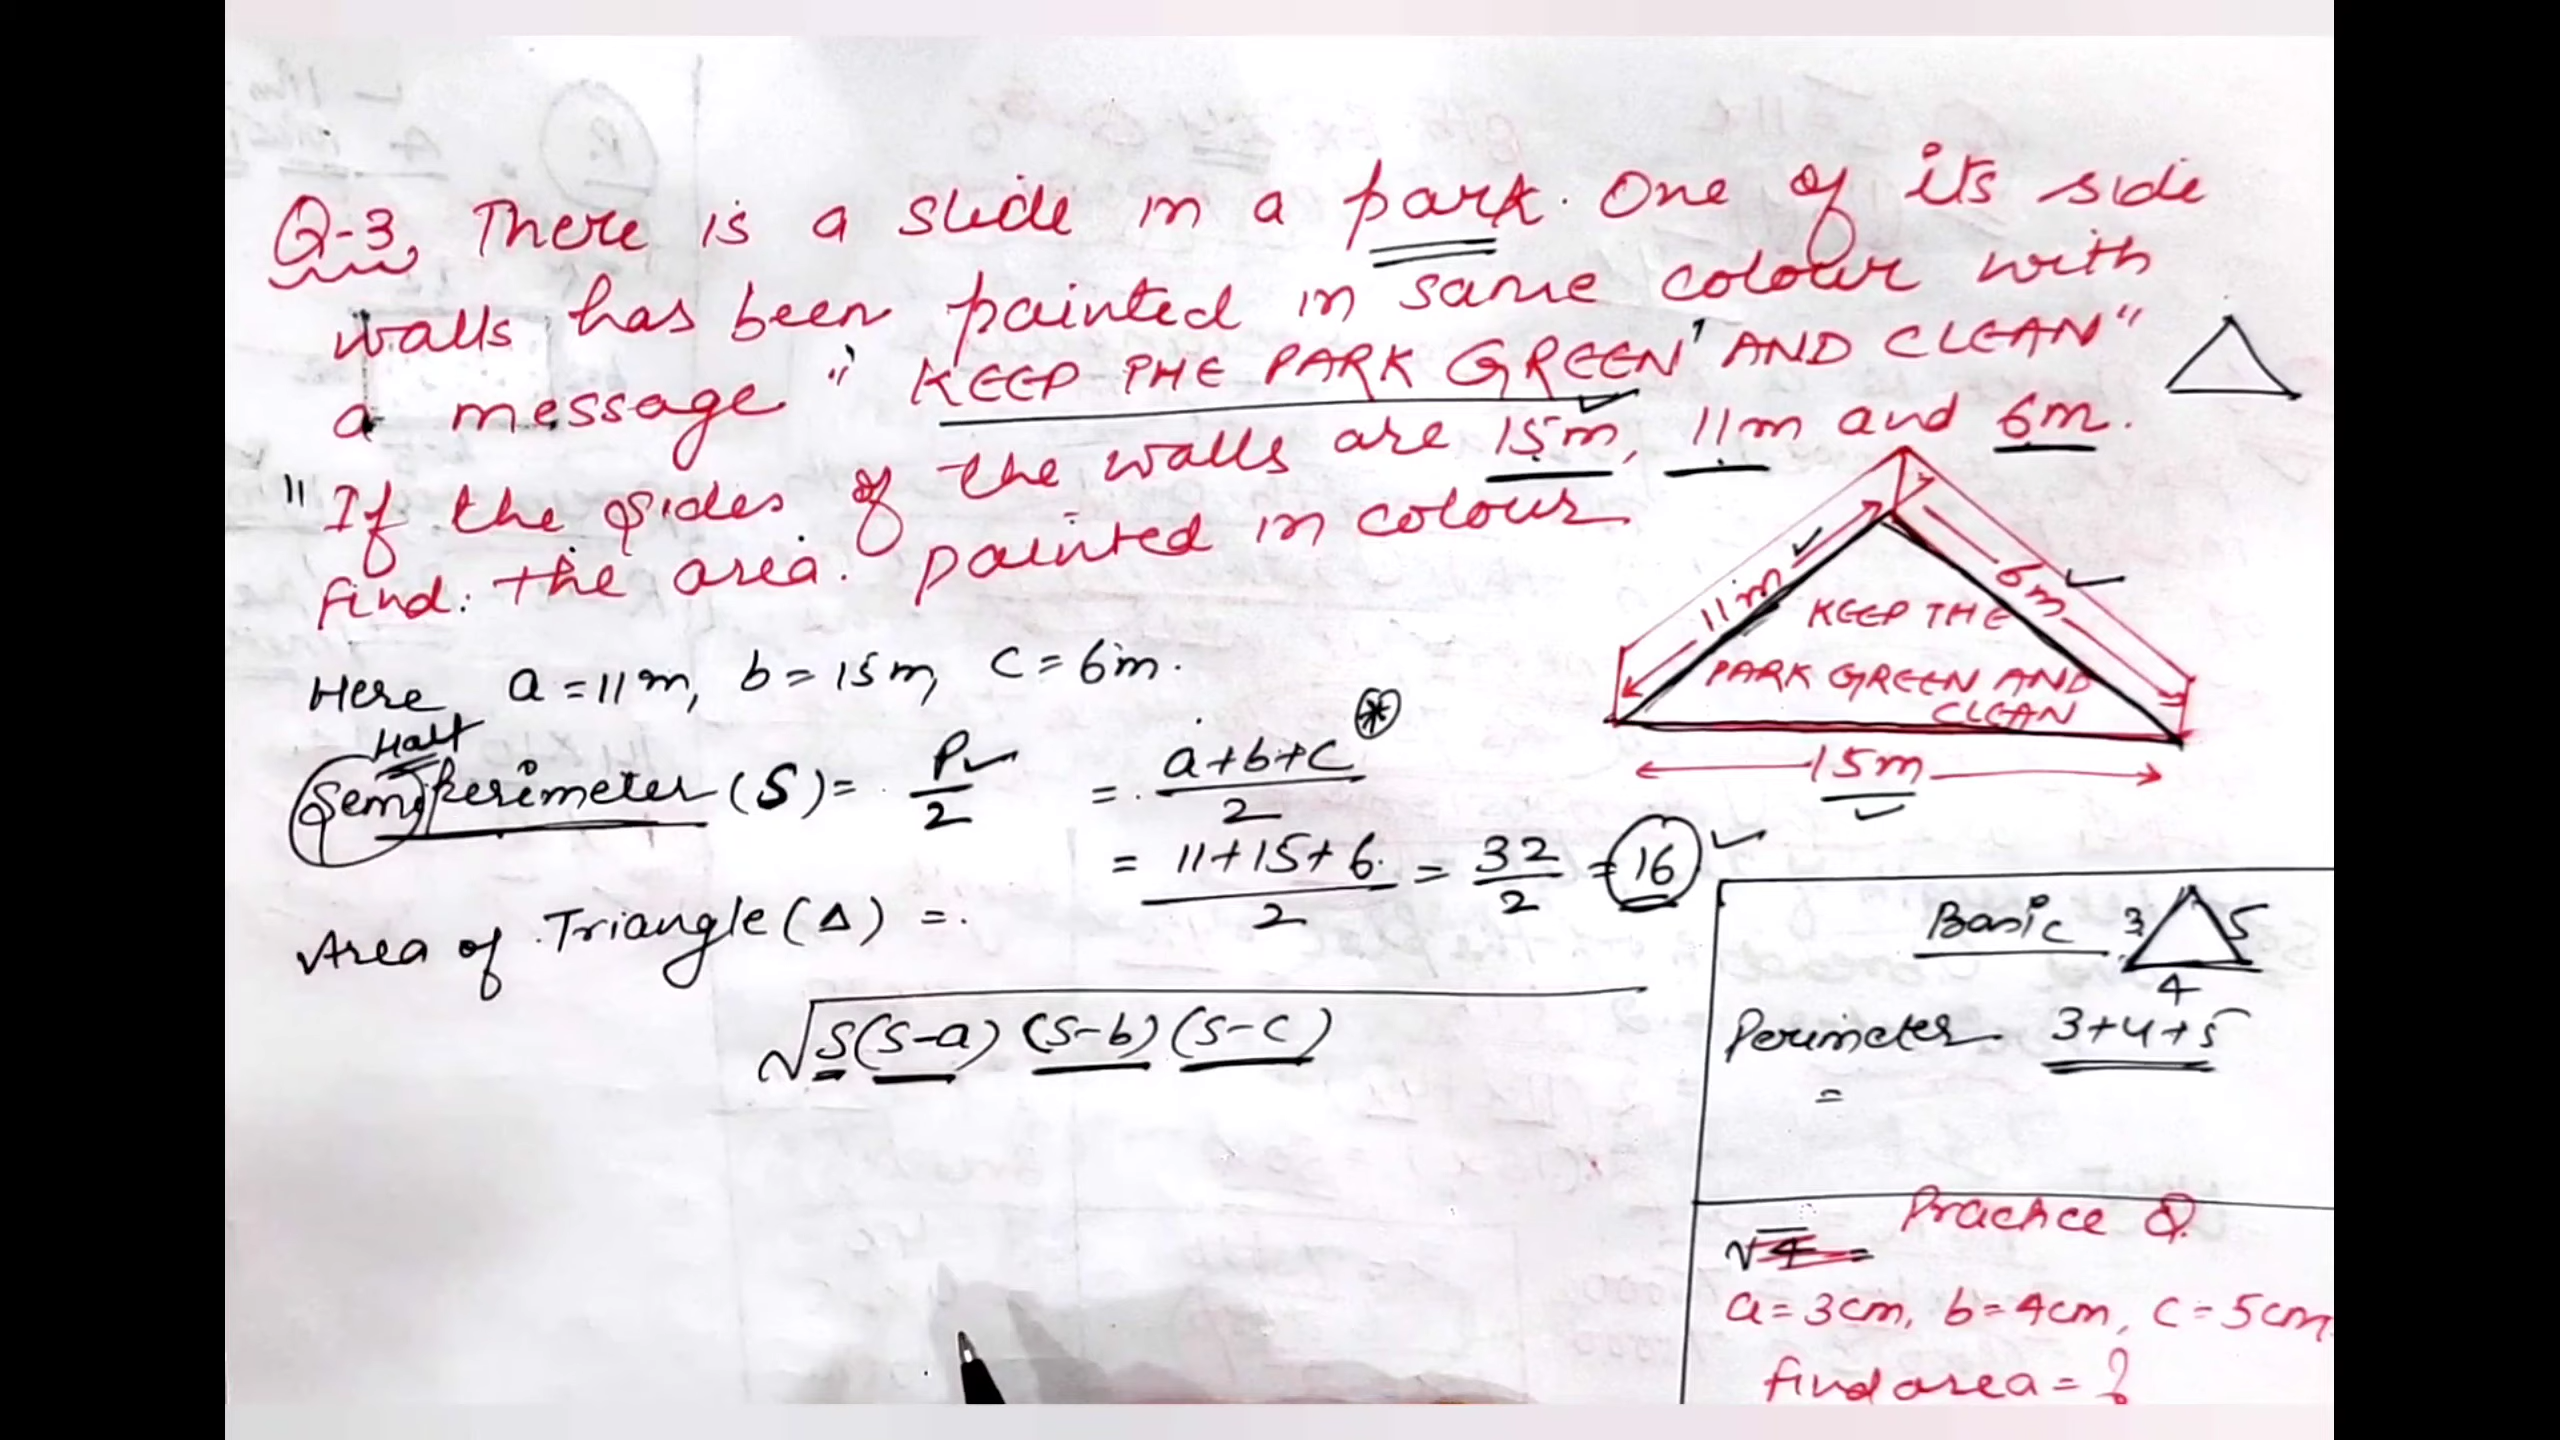 Q-3, There is a slide in a park. One of its side
walls has been painted in same colour with
a message " KEEP THE PARK GREEN AND CLEAN"
" If the sides of the walls are 15m, 11m and 6m.
find: the area. painted in colour
11m
6m
KEEP THE
PARK GREEN AND
CLEAN
15m
Here a = 11m, b = 15m, c = 6m.
Half
Semi perimeter (S) = P/2 = a+b+c/2
= 11+15+6/2 = 32/2 = 16
Area of Triangle (Δ) =
√S(S-a) (S-b) (S-c)
Basic 3 5
4
Perimeter 3+4+5
=
Practice Q.
√4 =
a = 3cm, b = 4cm, c = 5cm
find area = ?